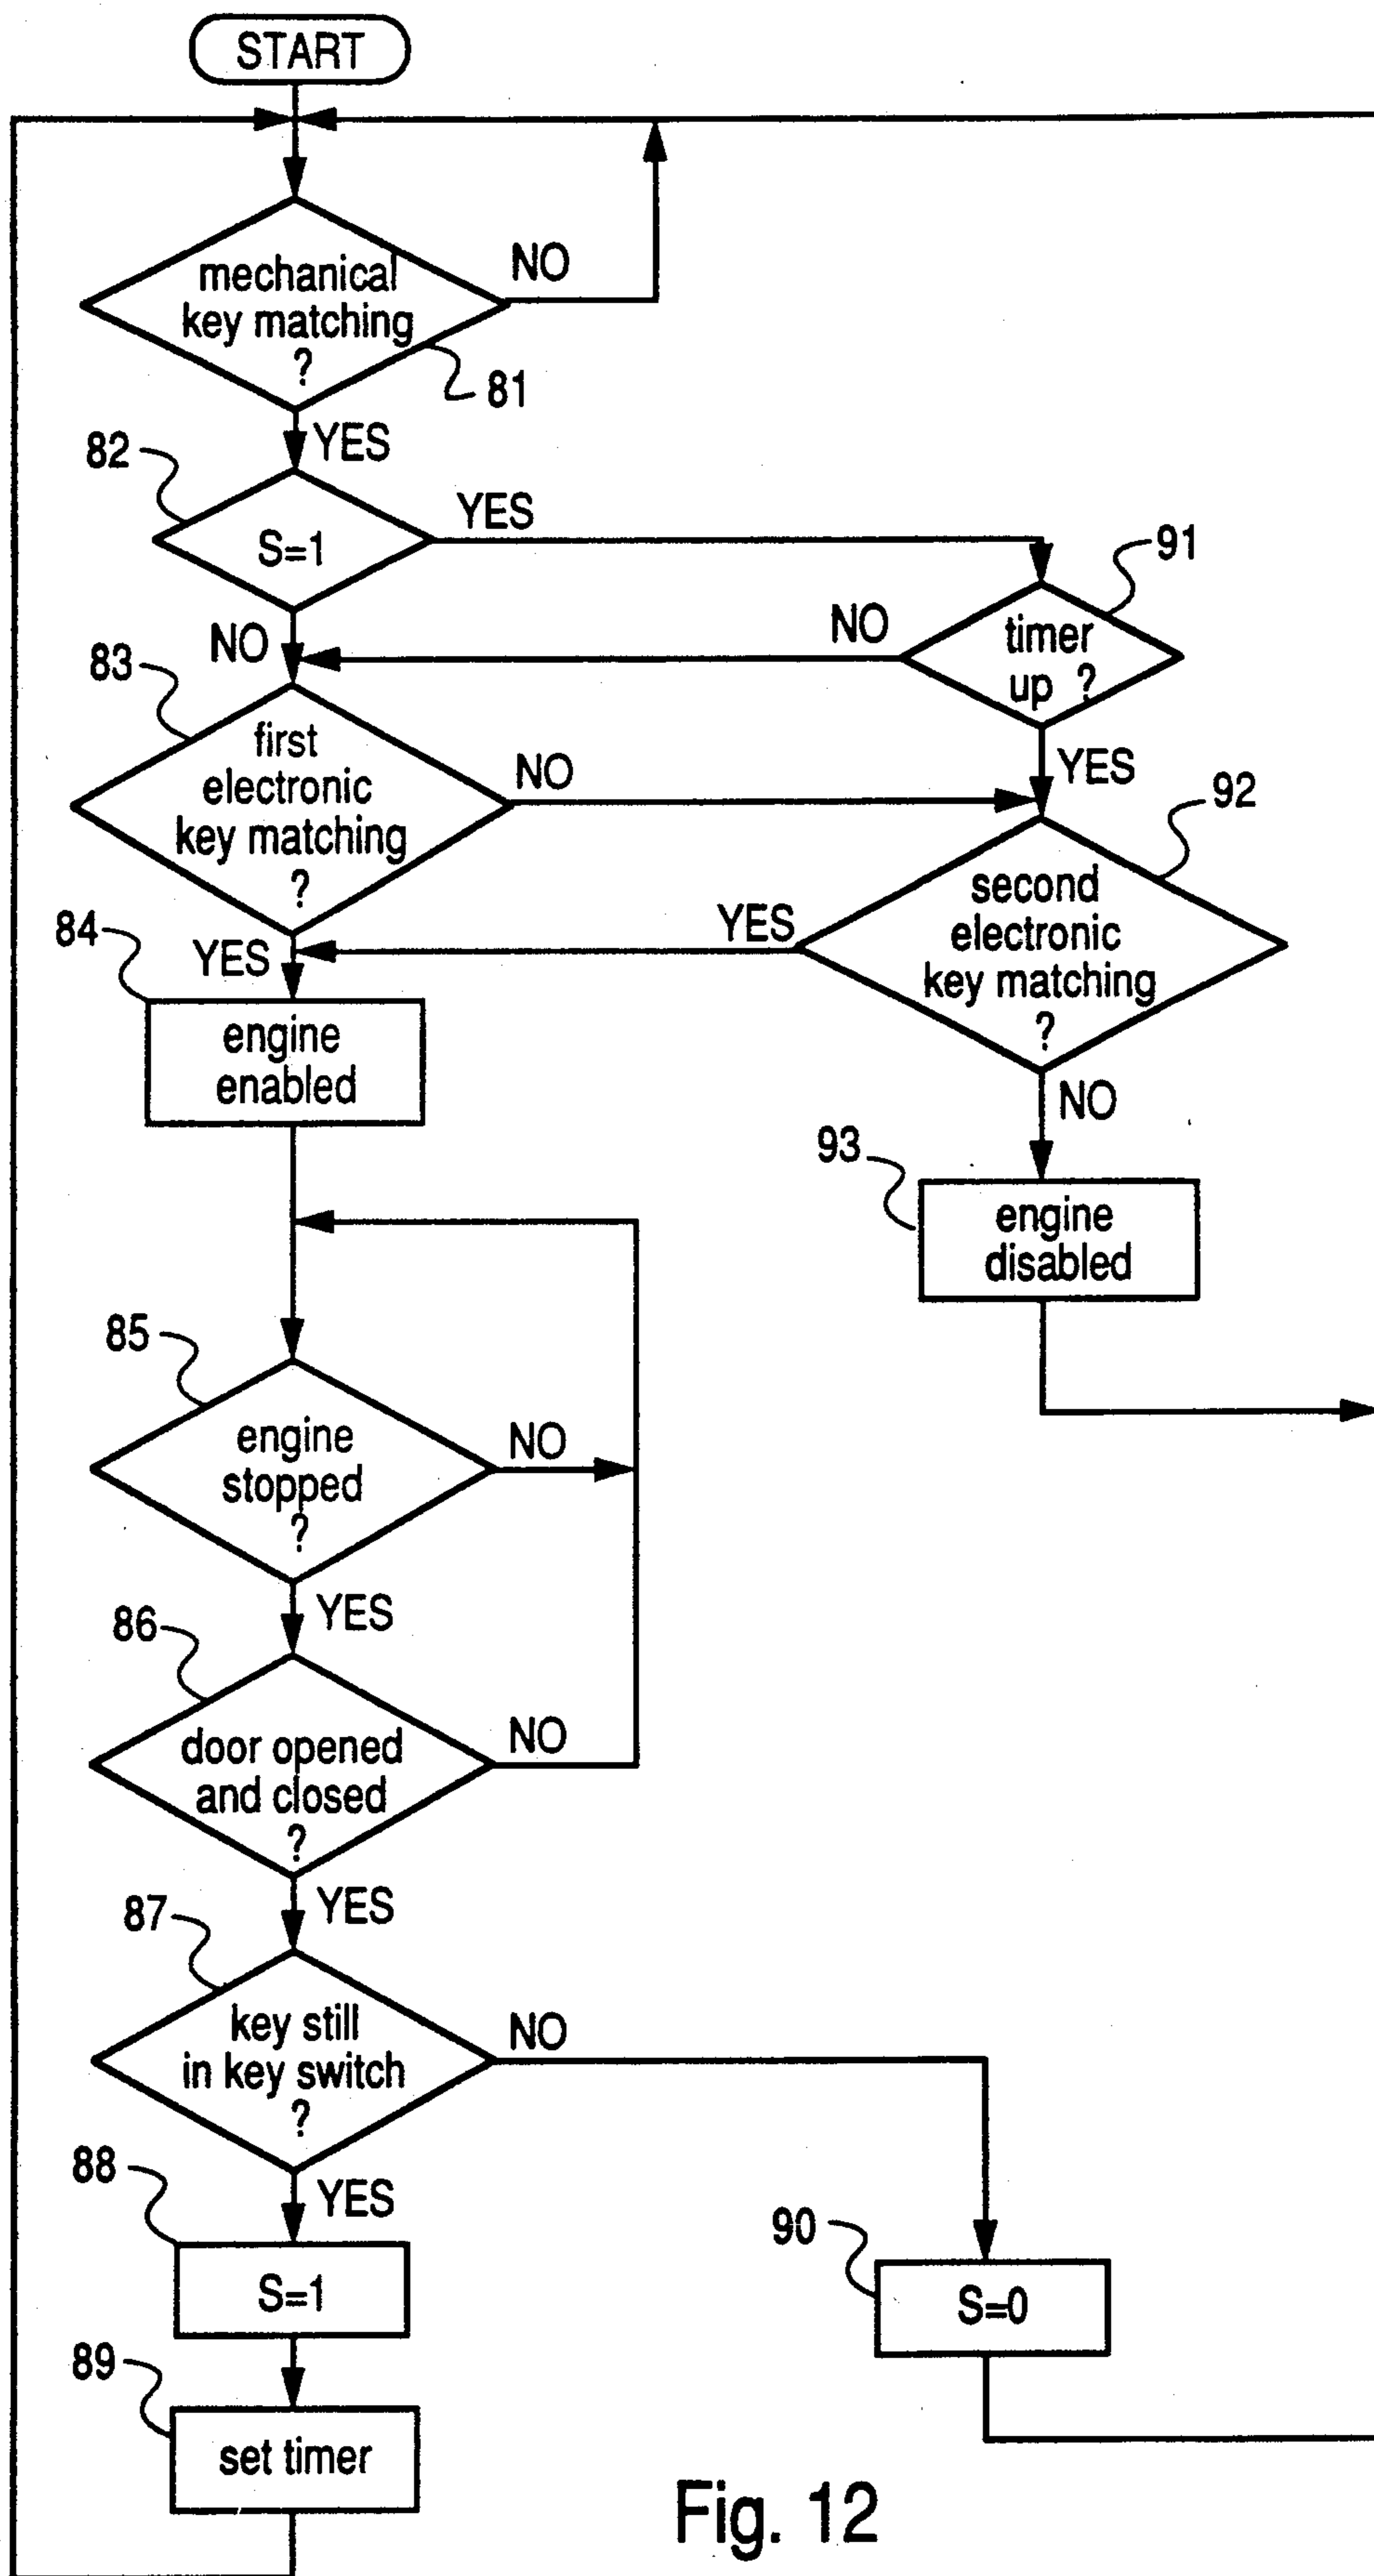 START
mechanical
key matching
?
NO
81
YES
82
S=1
YES
91
timer
up ?
NO
NO
83
first
electronic
key matching
?
NO
YES
92
second
electronic
key matching
?
YES
84
YES
engine
enabled
NO
93
engine
disabled
85
engine
stopped
?
NO
YES
86
door opened
and closed
?
NO
YES
87
key still
in key switch
?
NO
YES
88
S=1
90
S=0
89
set timer
Fig. 12